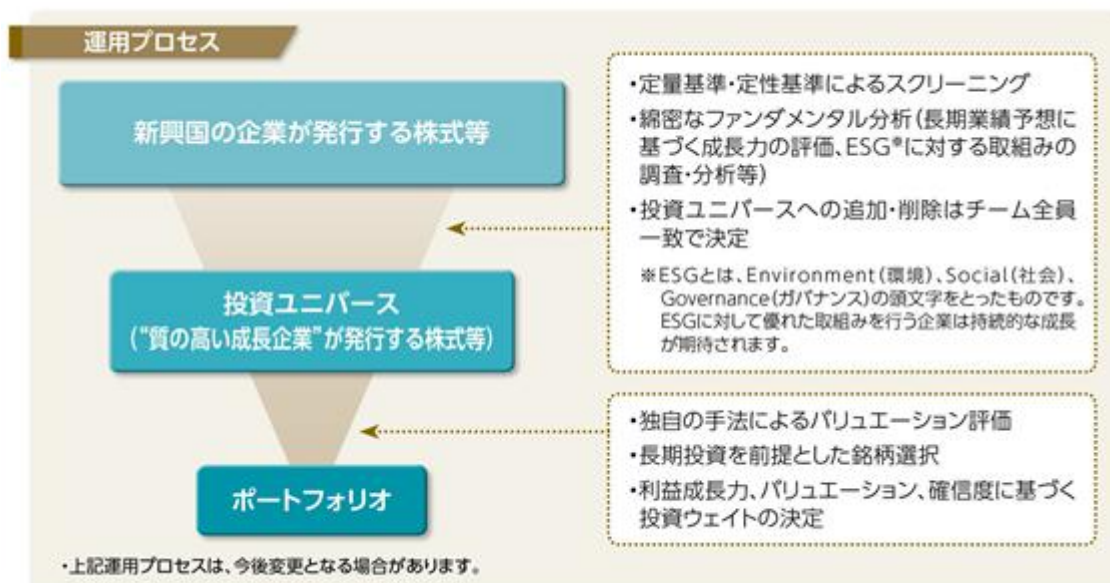 運用プロセス
新興国の企業が発行する株式等
・定量基準・定性基準によるスクリーニング
・綿密なファンダメンタル分析(長期業績予想に
基づく成長力の評価、ESG※に対する取組みの
調査・分析等)
・投資ユニバースへの追加・削除はチーム全員
一致で決定
※ESGとは、Environment(環境)、Social(社会)、
Governance(ガバナンス)の頭文字をとったものです。
ESGに対して優れた取組みを行う企業は持続的な成長
が期待されます。
投資ユニバース
(“質の高い成長企業”が発行する株式等)
・独自の手法によるバリュエーション評価
・長期投資を前提とした銘柄選択
・利益成長力、バリュエーション、確信度に基づく
投資ウェイトの決定
ポートフォリオ
・上記運用プロセスは、今後変更となる場合があります。